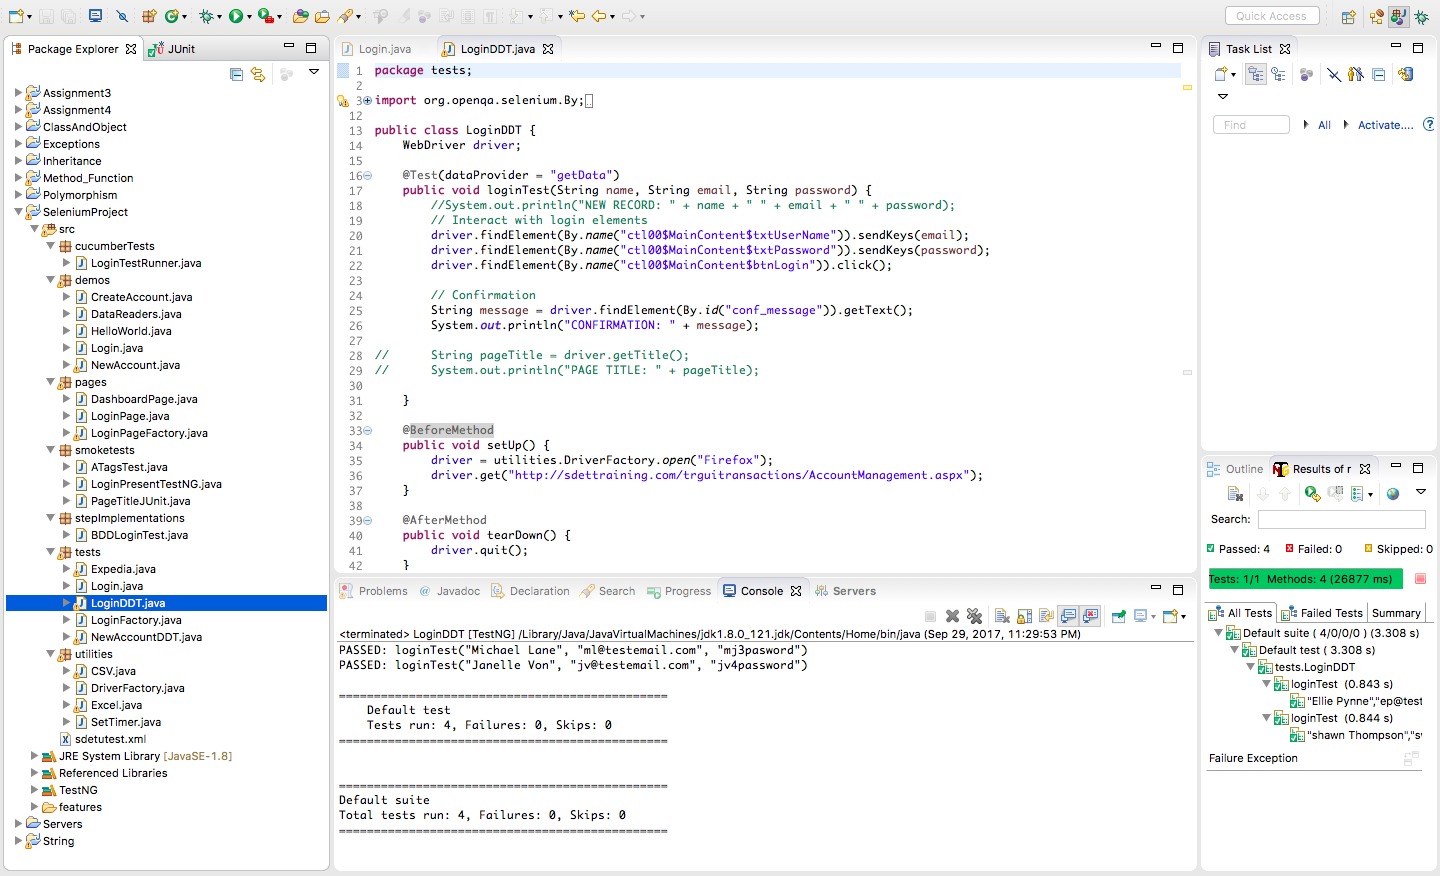 Quick Access
Package Explorer
JUnit
Assignment3
Assignment4
ClassAndObject
Exceptions
Inheritance
Method_Function
Polymorphism
SeleniumProject
src
cucumberTests
LoginTestRunner.java
demos
CreateAccount.java
DataReaders.java
HelloWorld.java
Login.java
NewAccount.java
pages
DashboardPage.java
LoginPage.java
LoginPageFactory.java
smoketests
ATagsTest.java
LoginPresentTestNG.java
PageTitleJUnit.java
stepImplementations
BDDLoginTest.java
tests
Expedia.java
Login.java
LoginDDT.java
LoginFactory.java
NewAccountDDT.java
utilities
CSV.java
DriverFactory.java
Excel.java
SetTimer.java
sdetutest.xml
JRE System Library [JavaSE-1.8]
Referenced Libraries
TestNG
features
Servers
String
Login.java
LoginDDT.java
1 package tests;
2
3 import org.openqa.selenium.By;
12
13 public class LoginDDT {
14 WebDriver driver;
15
16 @Test(dataProvider = "getData")
17 public void loginTest(String name, String email, String password) {
18 //System.out.println("NEW RECORD: " + name + " " + email + " " + password);
19 // Interact with login elements
20 driver.findElement(By.name("ctl00$MainContent$txtUserName")).sendKeys(email);
21 driver.findElement(By.name("ctl00$MainContent$txtPassword")).sendKeys(password);
22 driver.findElement(By.name("ctl00$MainContent$btnLogin")).click();
23
24 // Confirmation
25 String message = driver.findElement(By.id("conf_message")).getText();
26 System.out.println("CONFIRMATION: " + message);
27
28 // String pageTitle = driver.getTitle();
29 // System.out.println("PAGE TITLE: " + pageTitle);
30
31 }
32
33 @BeforeMethod
34 public void setUp() {
35 driver = utilities.DriverFactory.open("Firefox");
36 driver.get("http://sdettraining.com/trguitransactions/AccountManagement.aspx");
37 }
38
39 @AfterMethod
40 public void tearDown() {
41 driver.quit();
42 }
Problems
@ Javadoc
Declaration
Search
Progress
Console
Servers
<terminated> LoginDDT [TestNG] /Library/Java/JavaVirtualMachines/jdk1.8.0_121.jdk/Contents/Home/bin/java (Sep 29, 2017, 11:29:53 PM)
PASSED: loginTest("Michael Lane", "ml@testemail.com", "mj3pasword")
PASSED: loginTest("Janelle Von", "jv@testemail.com", "jv4password")
===============================================
Default test
Tests run: 4, Failures: 0, Skips: 0
===============================================
===============================================
Default suite
Total tests run: 4, Failures: 0, Skips: 0
===============================================
Task List
Find
All
Activate....
Outline
Results of r
Search:
Passed: 4
Failed: 0
Skipped: 0
Tests: 1/1 Methods: 4 (26877 ms)
All Tests
Failed Tests
Summary
Default suite ( 4/0/0/0 ) (3.308 s)
Default test ( 3.308 s)
tests.LoginDDT
loginTest (0.843 s)
"Ellie Pynne","ep@test
loginTest (0.844 s)
"shawn Thompson","s
Failure Exception